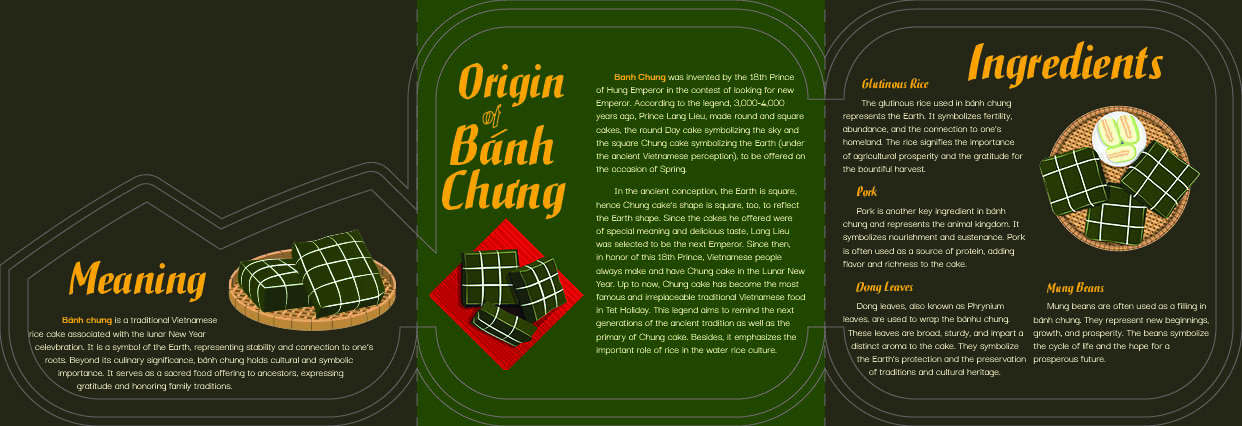 Meaning
Bánh chung is a traditional Vietnamese
rice cake associated with the lunar New Year
celevbration. It is a symbol of the Earth, representing stability and connection to one's
roots. Beyond its culinary significance, bánh chung holds cultural and symbolic
importance. It serves as a sacred food offering to ancestors, expressing
gratitude and honoring family traditions.
Origin
of
Bánh
Chưng
Banh Chung was invented by the 18th Prince
of Hung Emperor in the contest of looking for new
Emperor. According to the legend, 3,000-4,000
years ago, Prince Lang Lieu, made round and square
cakes, the round Day cake symbolizing the sky and
the square Chung cake symbolizing the Earth (under
the ancient Vietnamese perception), to be offered on
the occasion of Spring.
In the ancient conception, the Earth is square,
hence Chung cake's shape is square, too, to reflect
the Earth shape. Since the cakes he offered were
of special meaning and delicious taste, Lang Lieu
was selected to be the next Emperor. Since then,
in honor of this 18th Prince, Vietnamese people
always make and have Chung cake in the Lunar New
Year. Up to now, Chung cake has become the most
famous and irreplaceable traditional Vietnamese food
in Tet Holiday. This legend aims to remind the next
generations of the ancient tradition as well as the
primary of Chung cake. Besides, it emphasizes the
important role of rice in the water rice culture.
Ingredients
Glutinous Rice
The glutinous rice used in bánh chung
represents the Earth. It symbolizes fertility,
abundance, and the connection to one's
homeland. The rice signifies the importance
of agricultural prosperity and the gratitude for
the bountiful harvest.
Pork
Pork is another key ingredient in bánh
chung and represents the animal kingdom. It
symbolizes nourishment and sustenance. Pork
is often used as a source of protein, adding
flavor and richness to the cake.
Dong Leaves
Dong leaves, also known as Phrynium
leaves, are used to wrap the bánhu chung.
These leaves are broad, sturdy, and impart a
distinct aroma to the cake. They symbolize
the Earth's protection and the preservation
of traditions and cultural heritage.
Mung Beans
Mung beans are often used as a filling in
bánh chung. They represent new beginnings,
growth, and prosperity. The beans symbolize
the cycle of life and the hope for a
prosperous future.